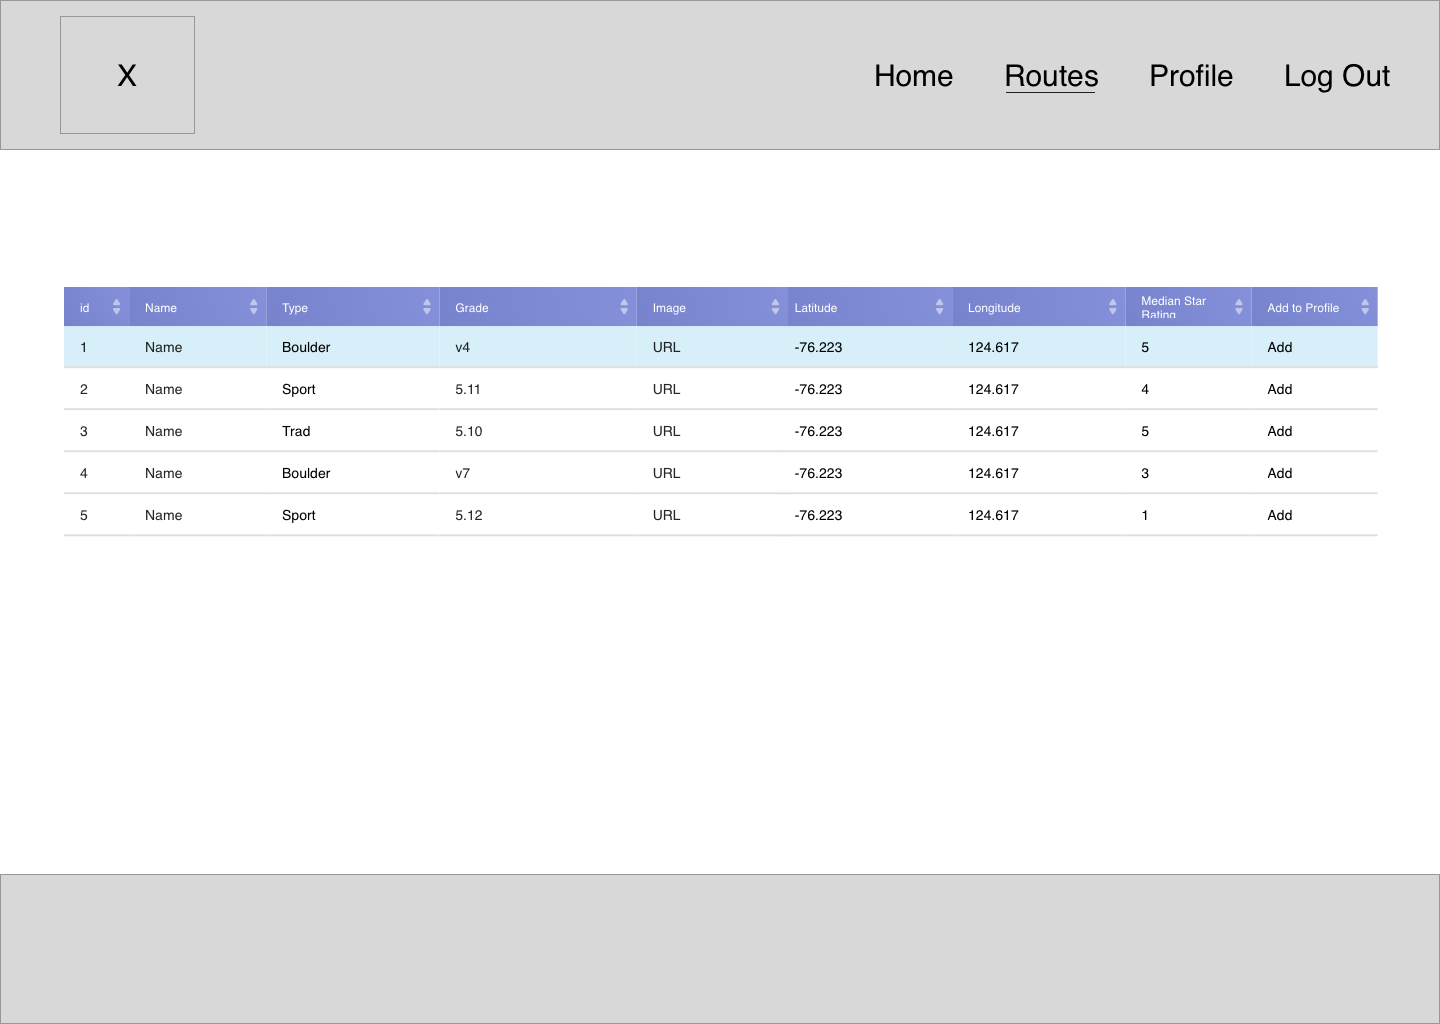 X
Home Routes Profile Log Out
id Name Type Grade Image Latitude Longitude Median Star Rating Add to Profile
1 Name Boulder v4 URL -76.223 124.617 5 Add
2 Name Sport 5.11 URL -76.223 124.617 4 Add
3 Name Trad 5.10 URL -76.223 124.617 5 Add
4 Name Boulder v7 URL -76.223 124.617 3 Add
5 Name Sport 5.12 URL -76.223 124.617 1 Add